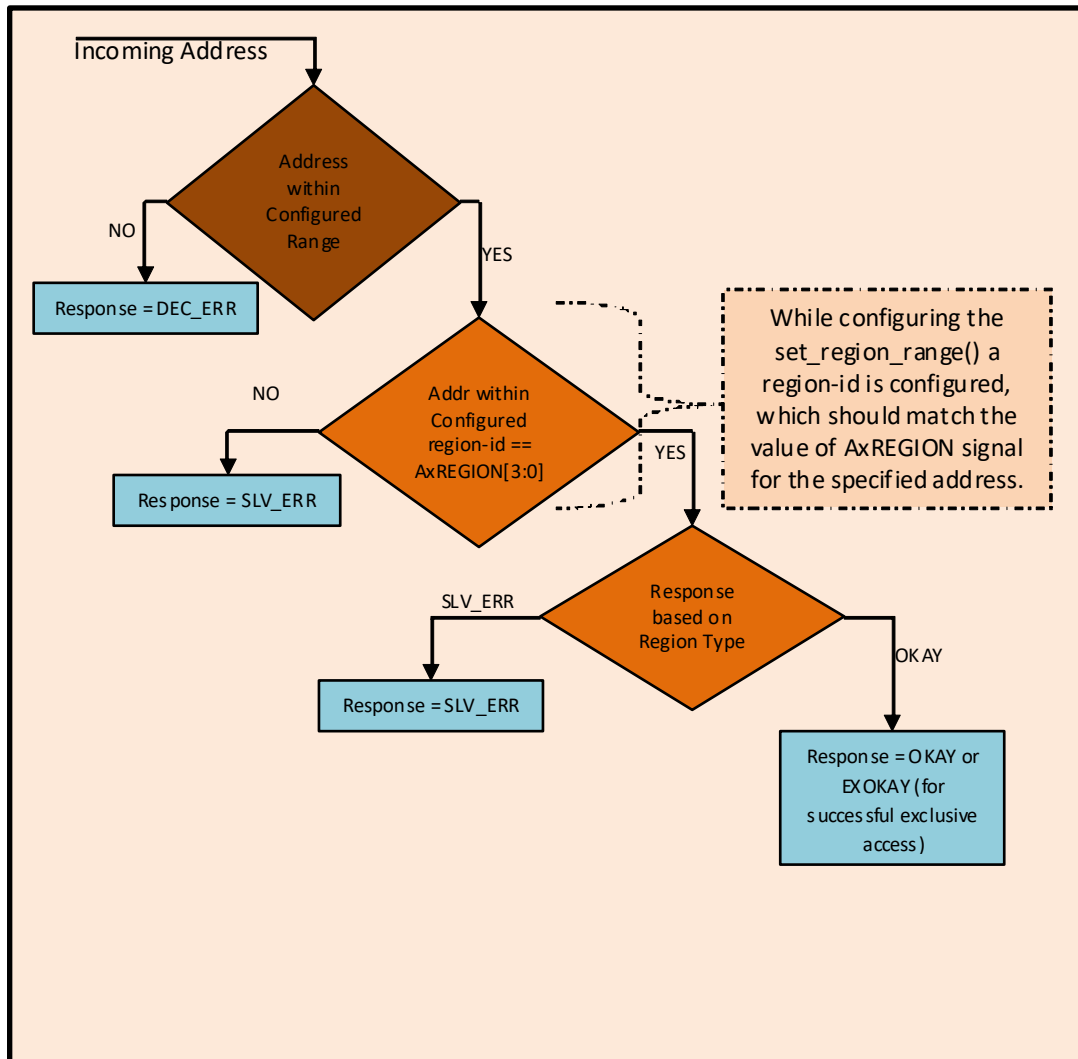 Incoming Address
Address
within
Configured
Range
NO
YES
Response = DEC_ERR
While configuring the
set_region_range() a
region-id is configured,
which should match the
value of AxREGION signal
for the specified address.
NO
Addr within
Configured
region-id ==
AxREGION[3:0]
YES
Response = SLV_ERR
SLV_ERR
Response
based on
Region Type
OKAY
Response = SLV_ERR
Response = OKAY or
EXOKAY (for
successful exclusive
access)